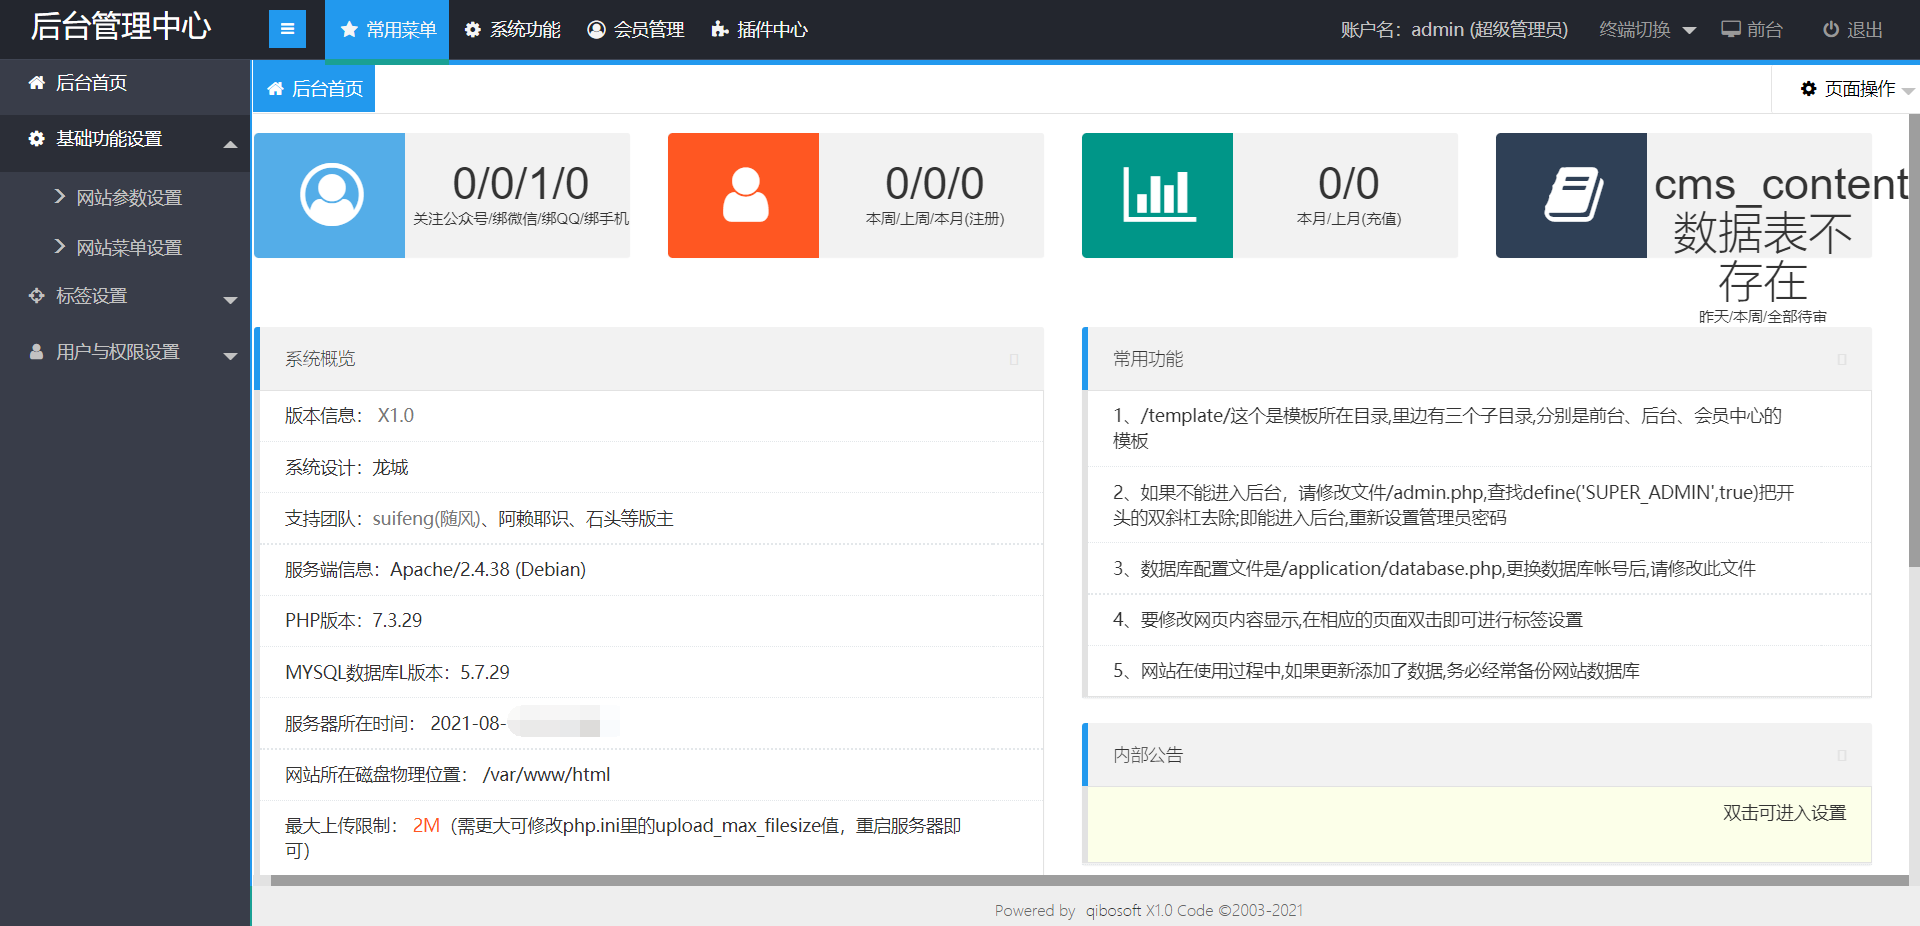 后台管理中心
常用菜单 系统功能 会员管理 插件中心
账户名：admin (超级管理员) 终端切换 前台 退出
后台首页
基础功能设置
网站参数设置
网站菜单设置
标签设置
用户与权限设置
后台首页
页面操作
0/0/1/0
关注公众号/绑微信/绑QQ/绑手机
0/0/0
本周/上周/本月(注册)
0/0
本月/上月(充值)
cms_content
数据表不
存在
昨天/本周/全部待审
系统概览
版本信息： X1.0
系统设计：龙城
支持团队：suifeng(随风)、阿赖耶识、石头等版主
服务端信息：Apache/2.4.38 (Debian)
PHP版本：7.3.29
MYSQL数据库L版本：5.7.29
服务器所在时间： 2021-08-
网站所在磁盘物理位置： /var/www/html
最大上传限制： 2M（需更大可修改php.ini里的upload_max_filesize值，重启服务器即
可）
常用功能
1、/template/这个是模板所在目录,里边有三个子目录,分别是前台、后台、会员中心的
模板
2、如果不能进入后台，请修改文件/admin.php,查找define('SUPER_ADMIN',true)把开
头的双斜杠去除;即能进入后台,重新设置管理员密码
3、数据库配置文件是/application/database.php,更换数据库帐号后,请修改此文件
4、要修改网页内容显示,在相应的页面双击即可进行标签设置
5、网站在使用过程中,如果更新添加了数据,务必经常备份网站数据库
内部公告
双击可进入设置
Powered by qibosoft X1.0 Code ©2003-2021